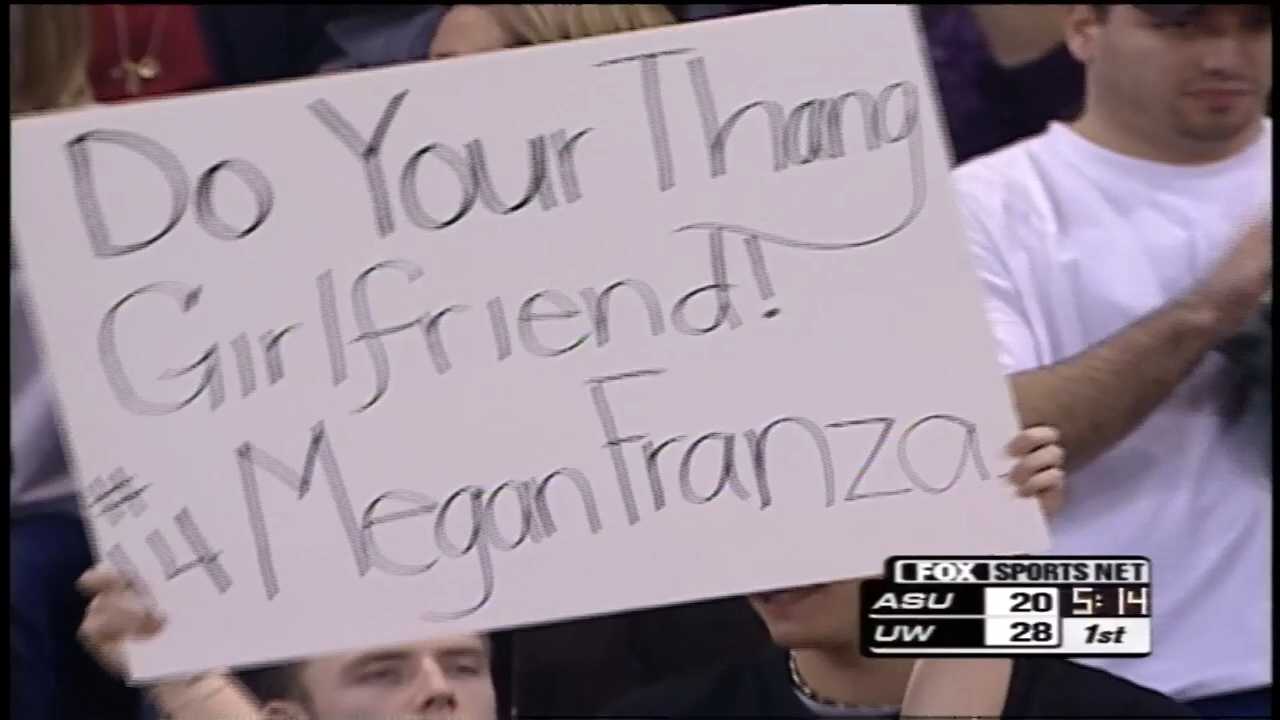 Do Your Thang
Girlfriend!
#14 Megan Franza
FOX SPORTS NET
ASU 20 5:14
UW 28 1st